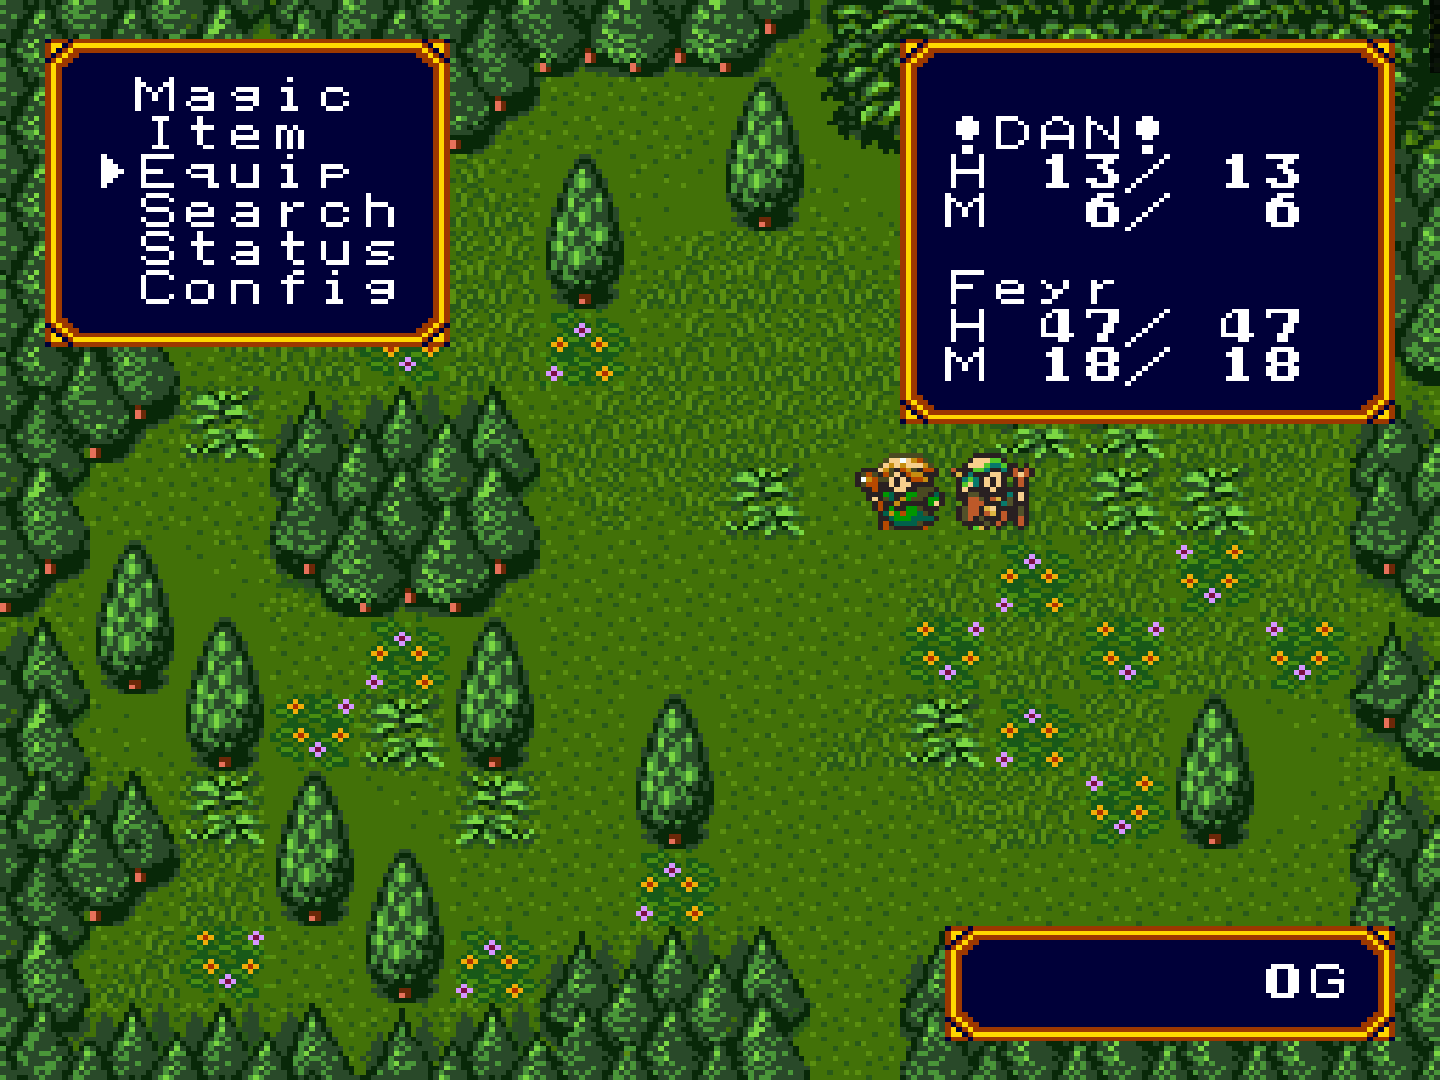 Magic
Item
Equip
Search
Status
Config
!DAN!
H 13/ 13
M 6/ 6
Feyr
H 47/ 47
M 18/ 18
0G